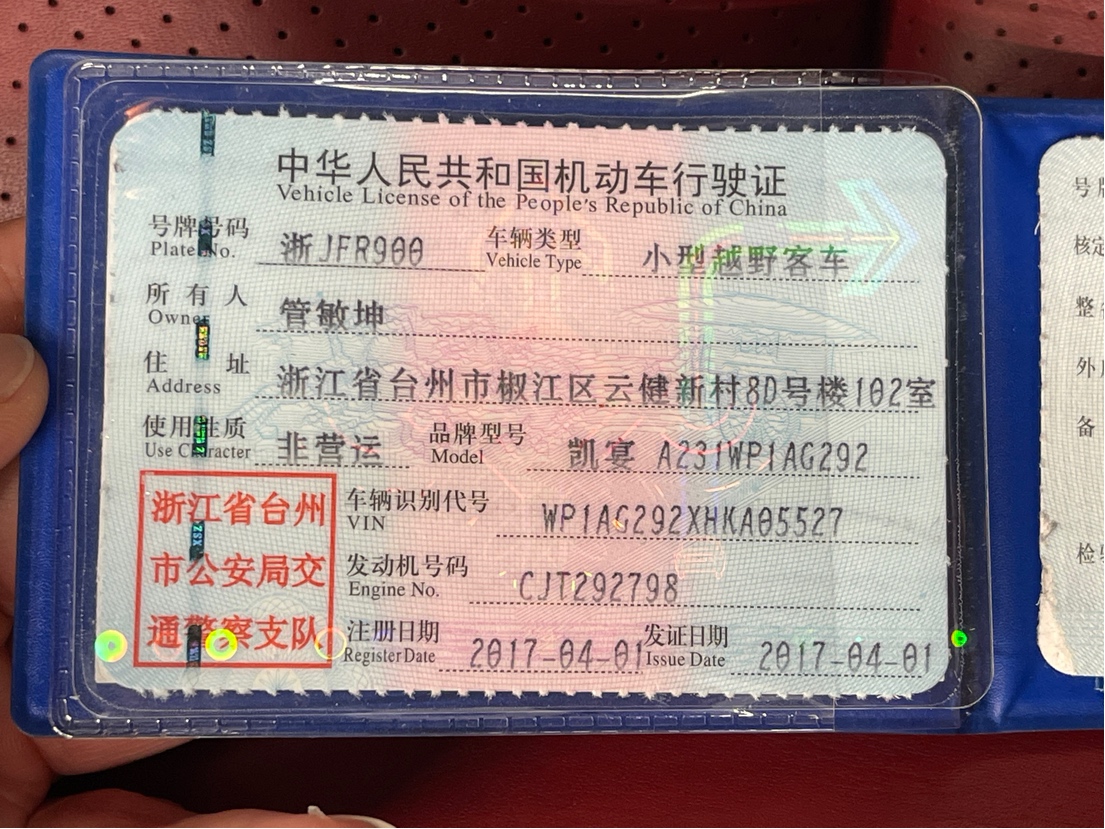 中华人民共和国机动车行驶证
Vehicle License of the People's Republic of China
号牌号码 浙JFR900 车辆类型 小型越野客车
Plate No. Vehicle Type
所有人 管敏坤
Owner
住址 浙江省台州市椒江区云健新村8D号楼102室
Address
使用性质 非营运 品牌型号 凯宴 A231WP1AG292
Use Character Model
浙江省台州
市公安局交
通警察支队
车辆识别代号 WP1AG292XHKA05527
VIN
发动机号码 CJT292798
Engine No.
注册日期 2017-04-01 发证日期 2017-04-01
Register Date Issue Date
号牌
核定
整备
外廓
备
检验